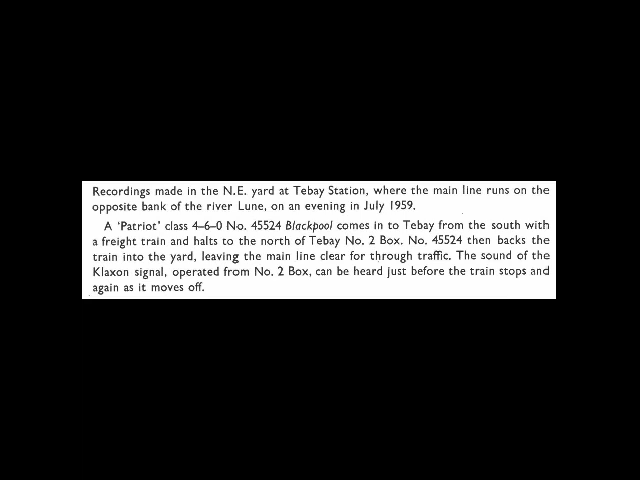 Recordings made in the N.E. yard at Tebay Station, where the main line runs on the
opposite bank of the river Lune, on an evening in July 1959.
A 'Patriot' class 4–6–0 No. 45524 Blackpool comes in to Tebay from the south with
a freight train and halts to the north of Tebay No. 2 Box. No. 45524 then backs the
train into the yard, leaving the main line clear for through traffic. The sound of the
Klaxon signal, operated from No. 2 Box, can be heard just before the train stops and
again as it moves off.